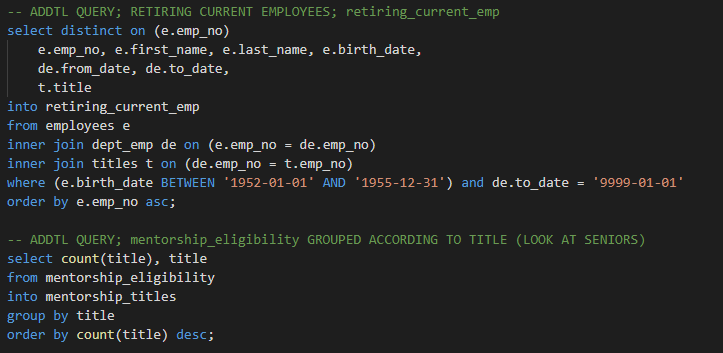 -- ADDTL QUERY; RETIRING CURRENT EMPLOYEES; retiring_current_emp
select distinct on (e.emp_no)
    e.emp_no, e.first_name, e.last_name, e.birth_date,
    de.from_date, de.to_date,
    t.title
into retiring_current_emp
from employees e
inner join dept_emp de on (e.emp_no = de.emp_no)
inner join titles t on (de.emp_no = t.emp_no)
where (e.birth_date BETWEEN '1952-01-01' AND '1955-12-31') and de.to_date = '9999-01-01'
order by e.emp_no asc;

-- ADDTL QUERY; mentorship_eligibility GROUPED ACCORDING TO TITLE (LOOK AT SENIORS)
select count(title), title
from mentorship_eligibility
into mentorship_titles
group by title
order by count(title) desc;